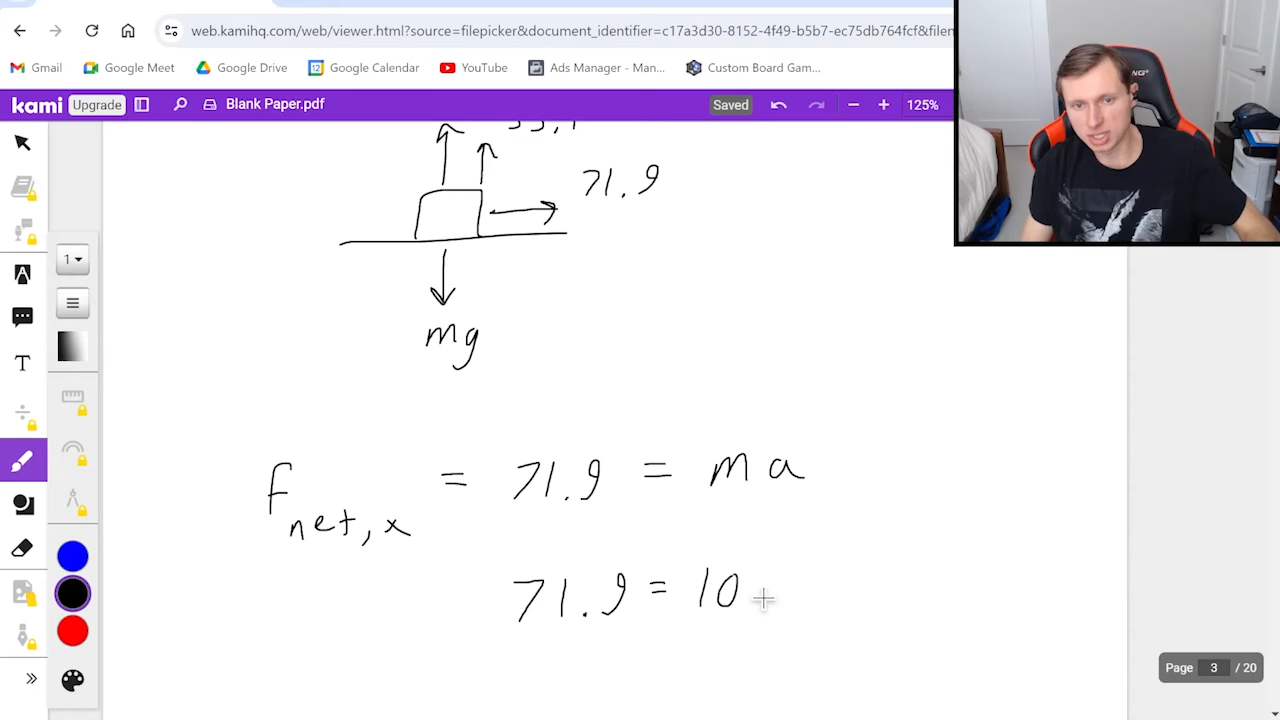 web.kamihq.com/web/viewer.html?source=filepicker&document_identifier=c17a3d30-8152-4f49-b5b7-ec75db764fcf&filen
Gmail Google Meet Google Drive Google Calendar YouTube Ads Manager - Man... Custom Board Gam...
kami Upgrade Blank Paper.pdf Saved 125%
71.9
mg
1
T
F net, x = 71.9 = m a
71.9 = 10
Page 3 / 20